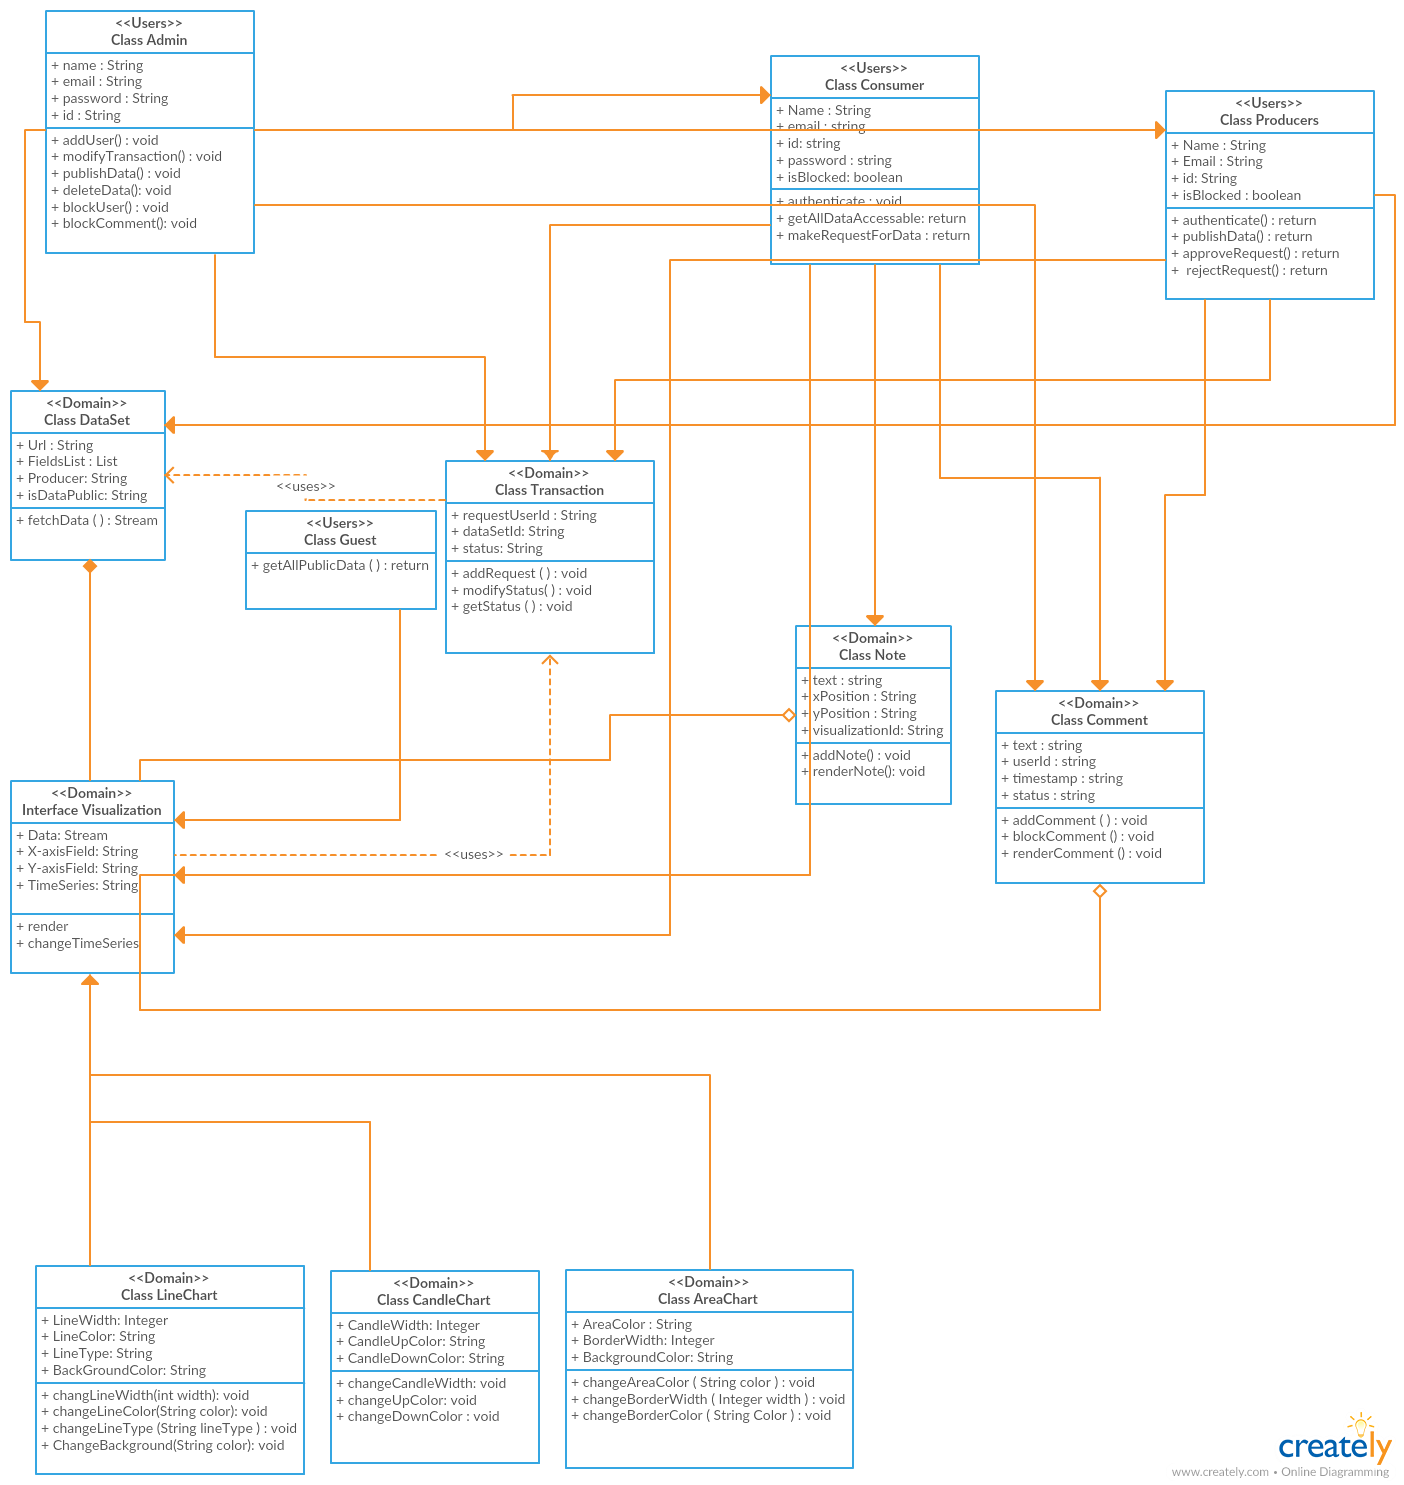 <<Users>>
Class Admin
+ name : String
+ email : String
+ password : String
+ id : String
+ addUser() : void
+ modifyTransaction() : void
+ publishData() : void
+ deleteData(): void
+ blockUser() : void
+ blockComment(): void
<<Users>>
Class Consumer
+ Name : String
+ email : string
+ id: string
+ password : string
+ isBlocked: boolean
+ authenticate : void
+ getAllDataAccessable: return
+ makeRequestForData : return
<<Users>>
Class Producers
+ Name : String
+ Email : String
+ id: String
+ isBlocked : boolean
+ authenticate() : return
+ publishData() : return
+ approveRequest() : return
+  rejectRequest() : return
<<Domain>>
Class DataSet
+ Url : String
+ FieldsList : List
+ Producer: String
+ isDataPublic: String
+ fetchData ( ) : Stream
<<uses>>
<<Users>>
Class Guest
+ getAllPublicData ( ) : return
<<Domain>>
Class Transaction
+ requestUserId : String
+ dataSetId: String
+ status: String
+ addRequest ( ) : void
+ modifyStatus( ) : void
+ getStatus ( ) : void
<<Domain>>
Class Note
+ text : string
+ xPosition : String
+ yPosition : String
+ visualizationId: String
+ addNote() : void
+ renderNote(): void
<<Domain>>
Class Comment
+ text : string
+ userId : string
+ timestamp : string
+ status : string
+ addComment ( ) : void
+ blockComment () : void
+ renderComment () : void
<<Domain>>
Interface Visualization
+ Data: Stream
+ X-axisField: String
+ Y-axisField: String
+ TimeSeries: String
+ render
+ changeTimeSeries
<<uses>>
<<Domain>>
Class LineChart
+ LineWidth: Integer
+ LineColor: String
+ LineType: String
+ BackGroundColor: String
+ changLineWidth(int width): void
+ changeLineColor(String color): void
+ changeLineType (String lineType ) : void
+ ChangeBackground(String color): void
<<Domain>>
Class CandleChart
+ CandleWidth: Integer
+ CandleUpColor: String
+ CandleDownColor: String
+ changeCandleWidth: void
+ changeUpColor: void
+ changeDownColor : void
<<Domain>>
Class AreaChart
+ AreaColor : String
+ BorderWidth: Integer
+ BackgroundColor: String
+ changeAreaColor ( String color ) : void
+ changeBorderWidth ( Integer width ) : void
+ changeBorderColor ( String Color ) : void
creately
www.creately.com • Online Diagramming